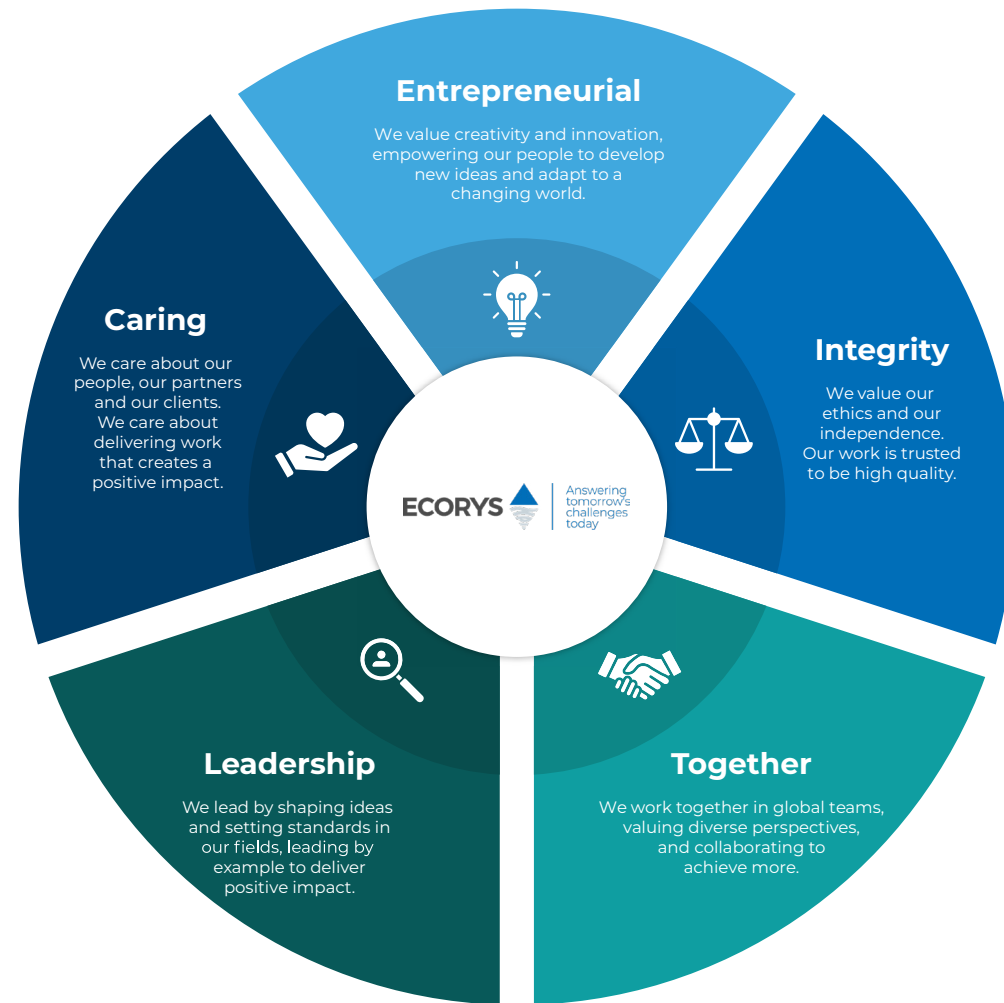 Entrepreneurial
We value creativity and innovation,
empowering our people to develop
new ideas and adapt to a
changing world.
Integrity
We value our
ethics and our
independence.
Our work is trusted
to be high quality.
Together
We work together in global teams,
valuing diverse perspectives,
and collaborating to
achieve more.
Leadership
We lead by shaping ideas
and setting standards in
our fields, leading by
example to deliver
positive impact.
Caring
We care about our
people, our partners
and our clients.
We care about
delivering work
that creates a
positive impact.
ECORYS
Answering
tomorrow's
challenges
today